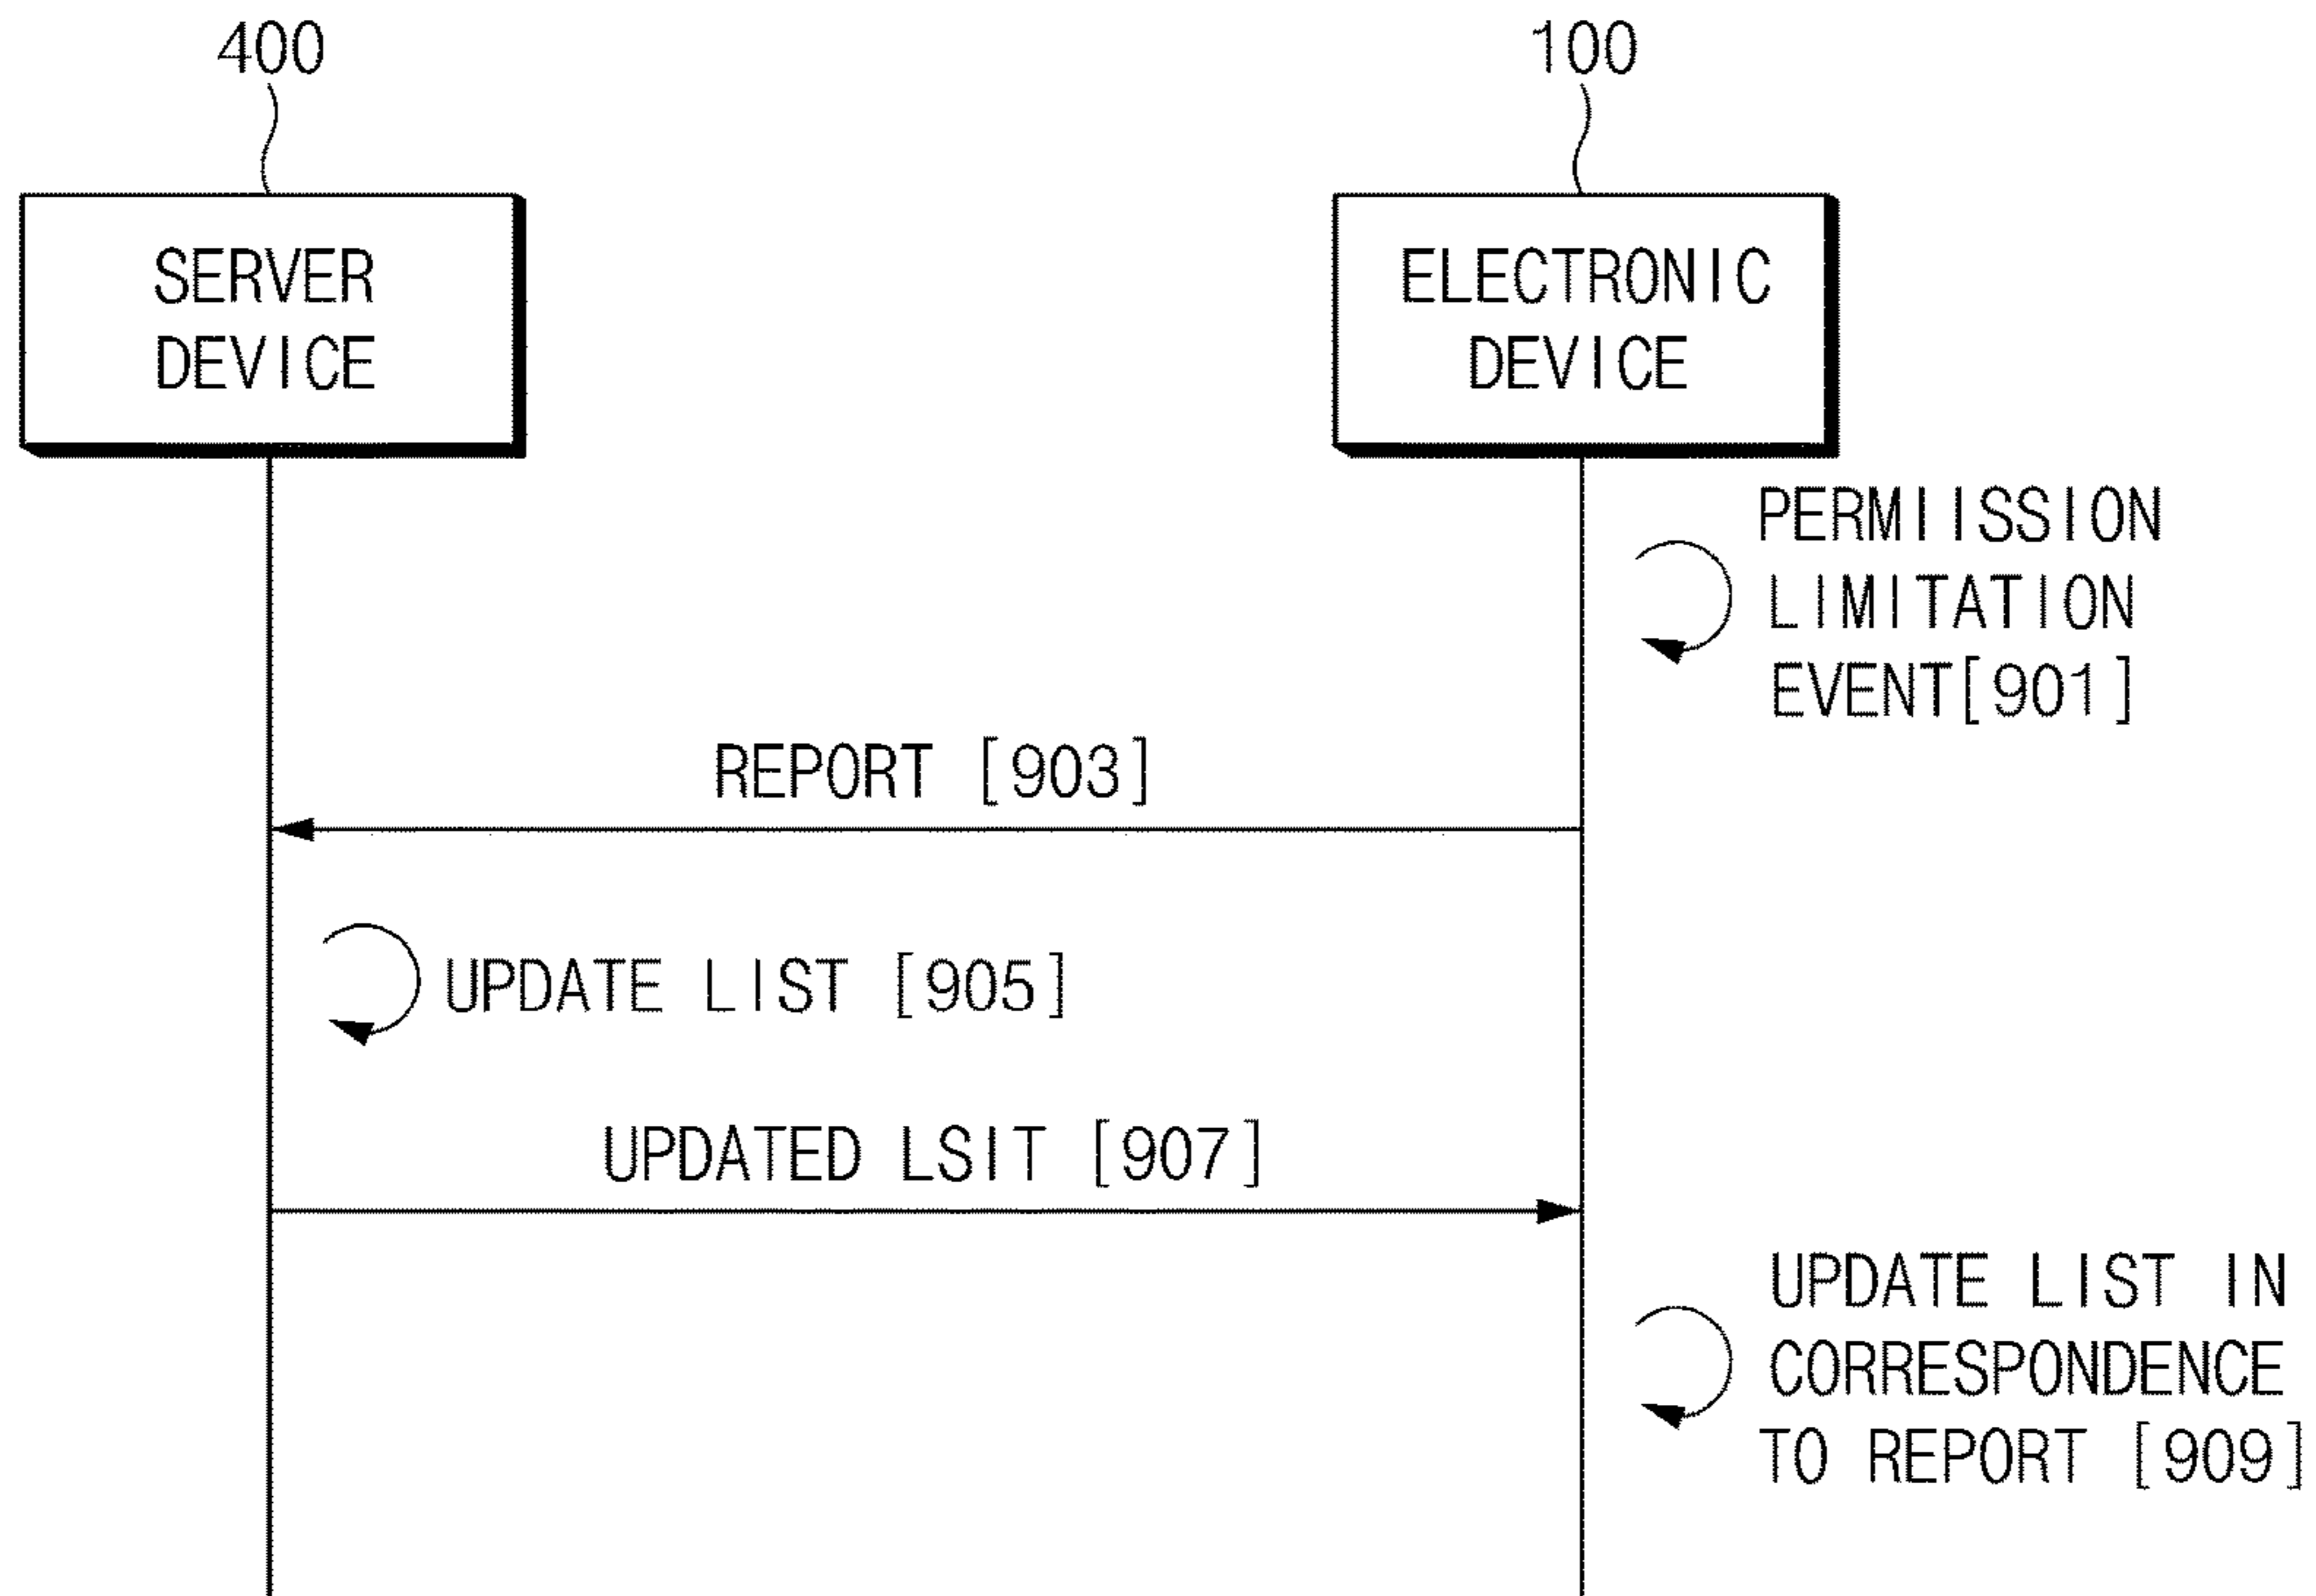 400
100
SERVER
DEVICE
ELECTRONIC
DEVICE
PERMIISSION
LIMITATION
EVENT[901]
REPORT [903]
UPDATE LIST [905]
UPDATED LSIT [907]
UPDATE LIST IN
CORRESPONDENCE
TO REPORT [909]